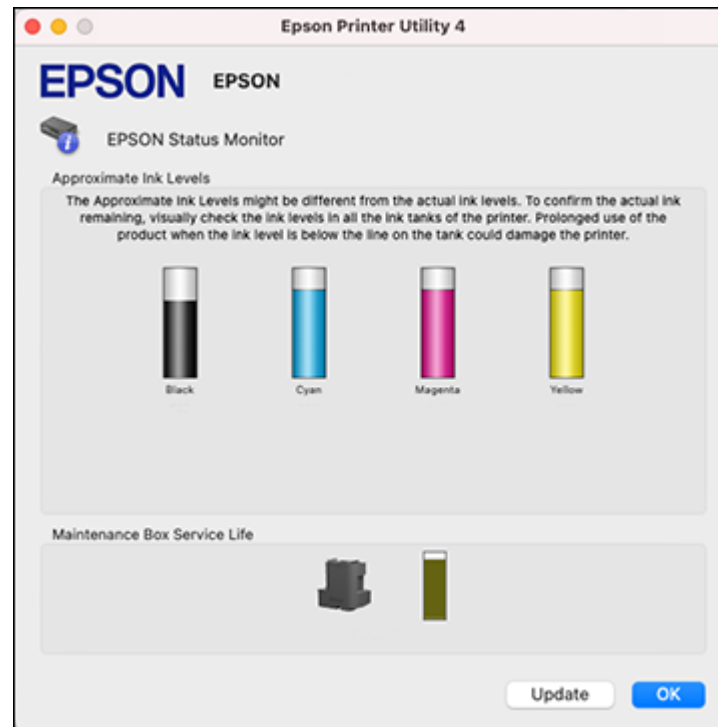 Epson Printer Utility 4
EPSON EPSON
EPSON Status Monitor
Approximate Ink Levels
The Approximate Ink Levels might be different from the actual ink levels. To confirm the actual ink
remaining, visually check the ink levels in all the ink tanks of the printer. Prolonged use of the
product when the ink level is below the line on the tank could damage the printer.
Black Cyan Magenta Yellow
Maintenance Box Service Life
Update OK